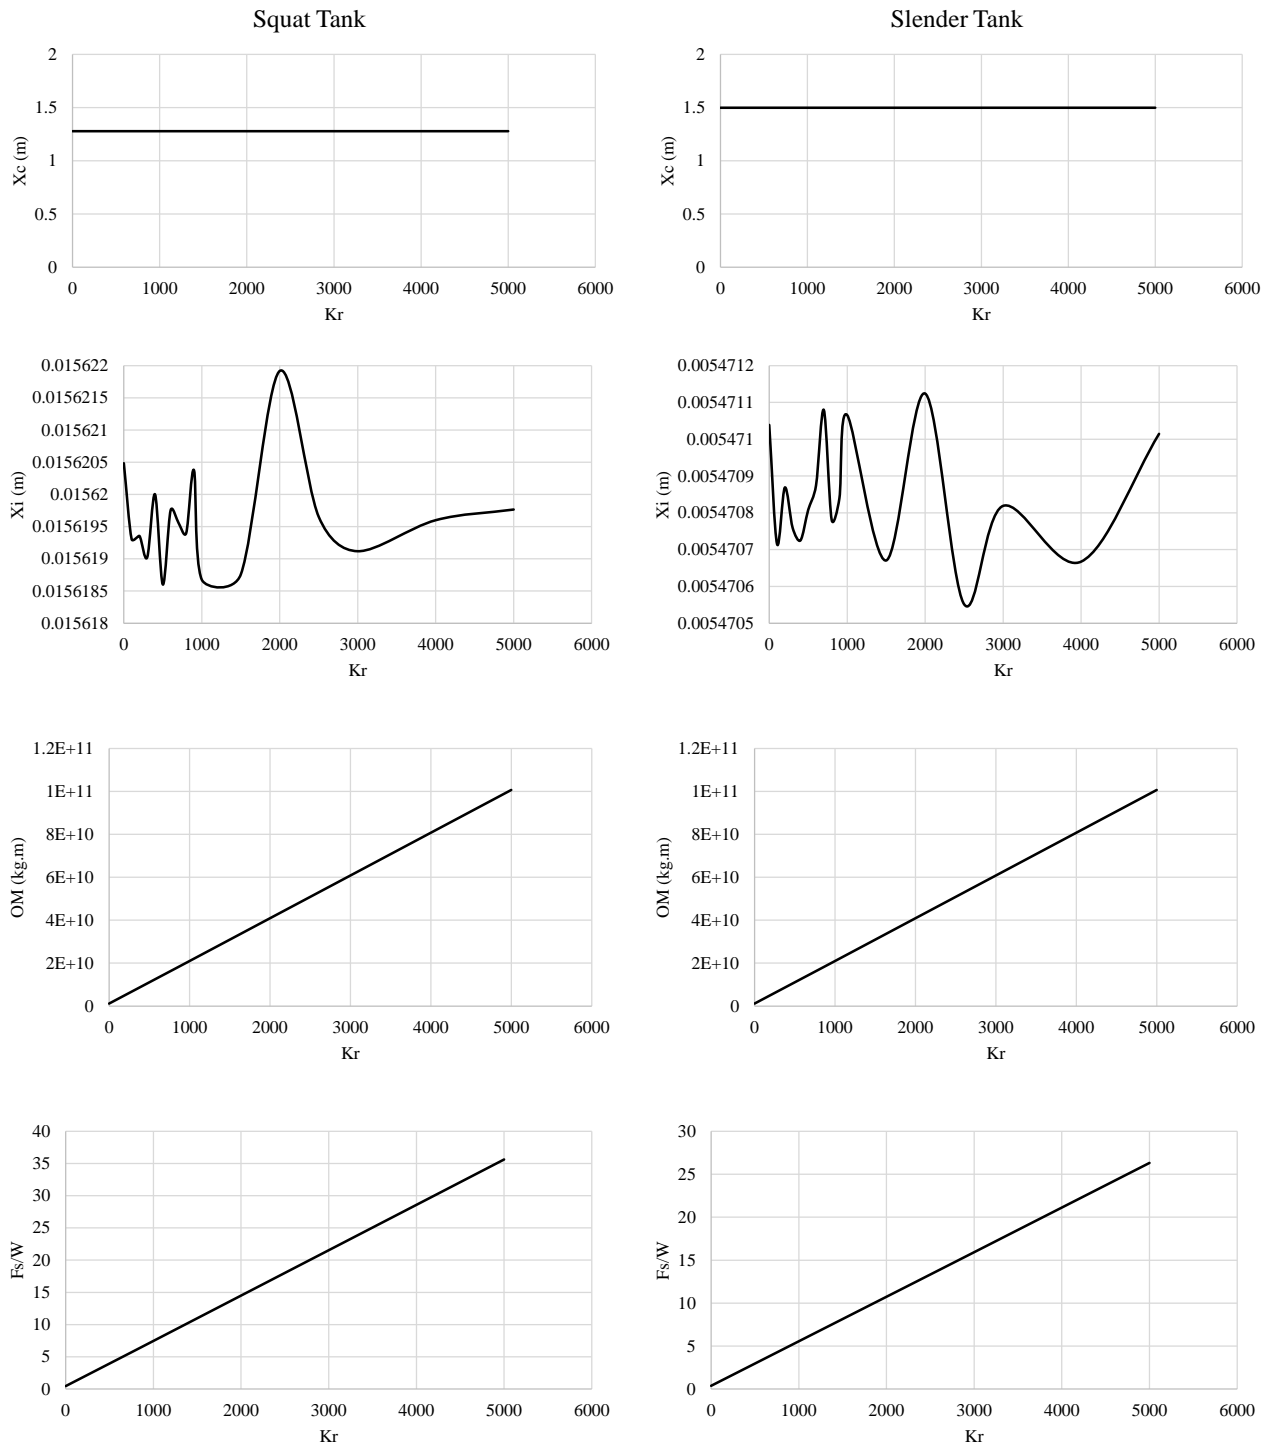 Squat Tank
Slender Tank
2
1.5
1
0.5
0
0 1000 2000 3000 4000 5000 6000
Xc (m)
Kr
2
1.5
1
0.5
0
0 1000 2000 3000 4000 5000 6000
Xc (m)
Kr
0.015622
0.0156215
0.015621
0.0156205
0.01562
0.0156195
0.015619
0.0156185
0.015618
0 1000 2000 3000 4000 5000 6000
Xi (m)
Kr
0.0054712
0.0054711
0.005471
0.0054709
0.0054708
0.0054707
0.0054706
0.0054705
0 1000 2000 3000 4000 5000 6000
Xi (m)
Kr
1.2E+11
1E+11
8E+10
6E+10
4E+10
2E+10
0
0 1000 2000 3000 4000 5000 6000
OM (kg.m)
Kr
1.2E+11
1E+11
8E+10
6E+10
4E+10
2E+10
0
0 1000 2000 3000 4000 5000 6000
OM (kg.m)
Kr
40
35
30
25
20
15
10
5
0
0 1000 2000 3000 4000 5000 6000
Fs/W
Kr
30
25
20
15
10
5
0
0 1000 2000 3000 4000 5000 6000
Fs/W
Kr